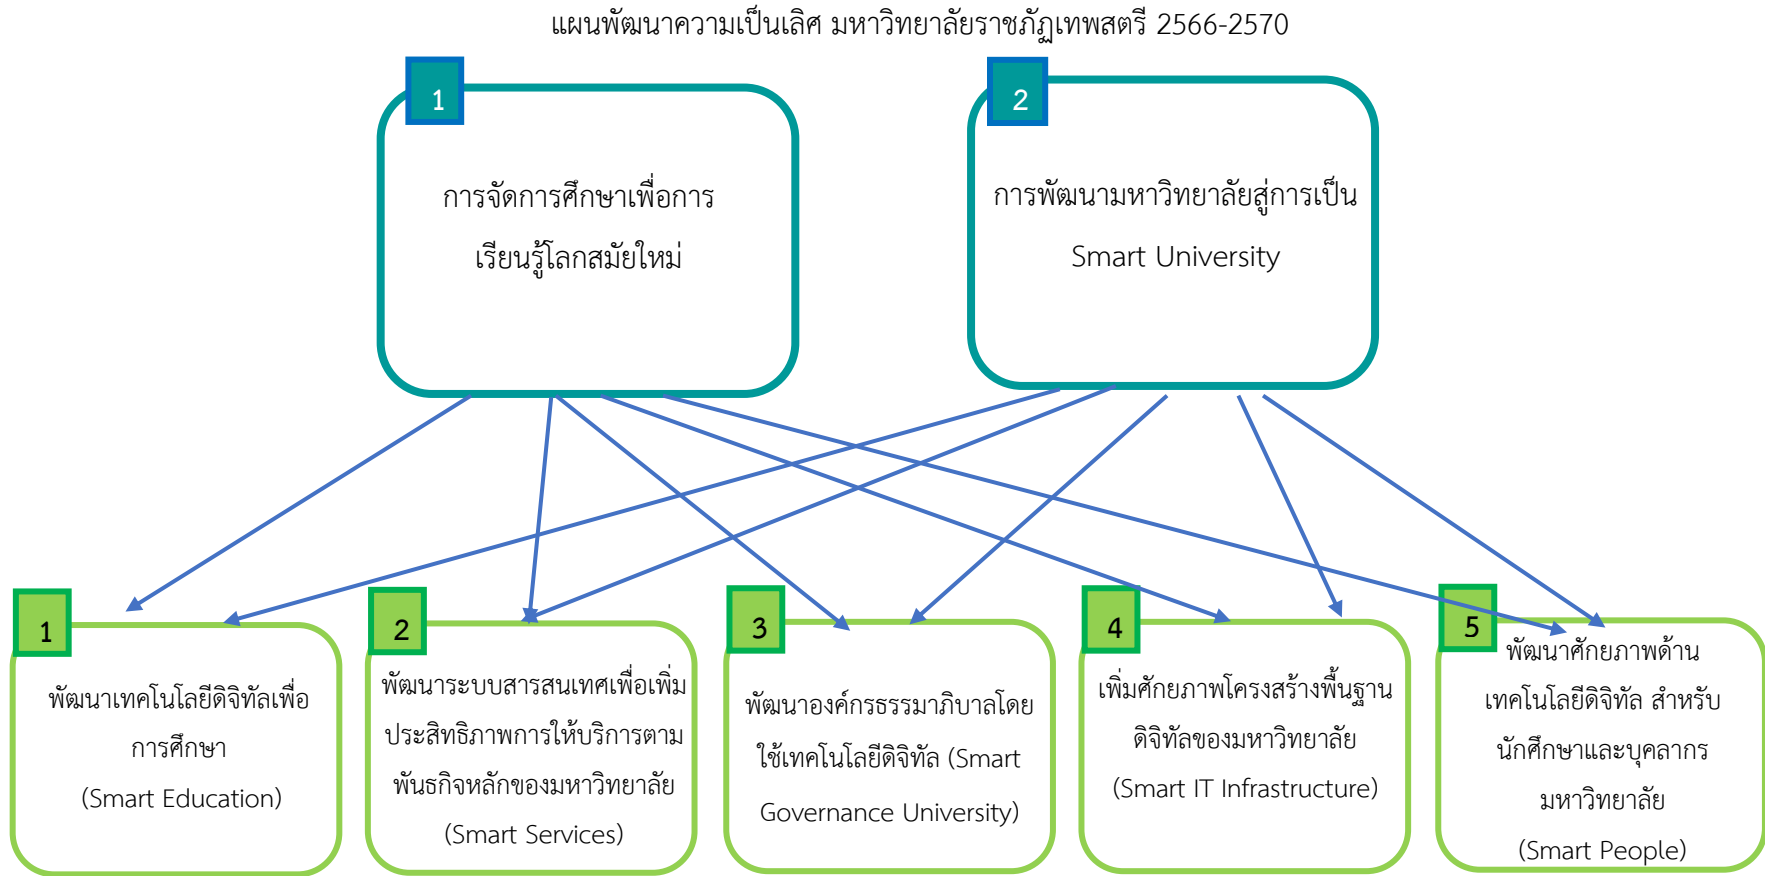 แผนพัฒนาความเป็นเลิศ มหาวิทยาลัยราชภัฏเทพสตรี 2566-2570
1
การจัดการศึกษาเพื่อการ
เรียนรู้โลกสมัยใหม่
2
การพัฒนามหาวิทยาลัยสู่การเป็น
Smart University
1
พัฒนาเทคโนโลยีดิจิทัลเพื่อ
การศึกษา
(Smart Education)
2
พัฒนาระบบสารสนเทศเพื่อเพิ่ม
ประสิทธิภาพการให้บริการตาม
พันธกิจหลักของมหาวิทยาลัย
(Smart Services)
3
พัฒนาองค์กรธรรมาภิบาลโดย
ใช้เทคโนโลยีดิจิทัล (Smart
Governance University)
4
เพิ่มศักยภาพโครงสร้างพื้นฐาน
ดิจิทัลของมหาวิทยาลัย
(Smart IT Infrastructure)
5
พัฒนาศักยภาพด้าน
เทคโนโลยีดิจิทัล สำหรับ
นักศึกษาและบุคลากร
มหาวิทยาลัย
(Smart People)